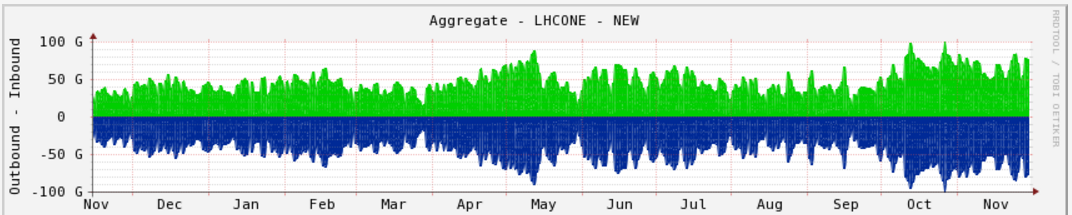 Aggregate - LHCONE - NEW
Outbound - Inbound
100 G
50 G
0
-50 G
-100 G
Nov Dec Jan Feb Mar Apr May Jun Jul Aug Sep Oct Nov
RRDTOOL / TOBI OETIKER